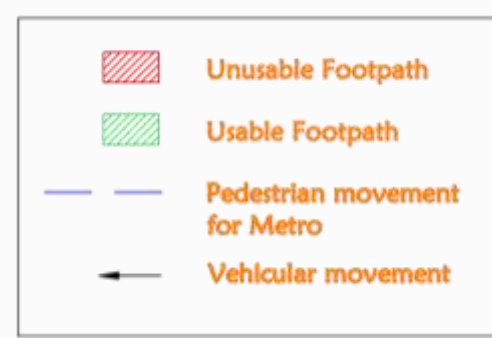 Unusable Footpath
Usable Footpath
Pedestrian movement
for Metro
Vehicular movement